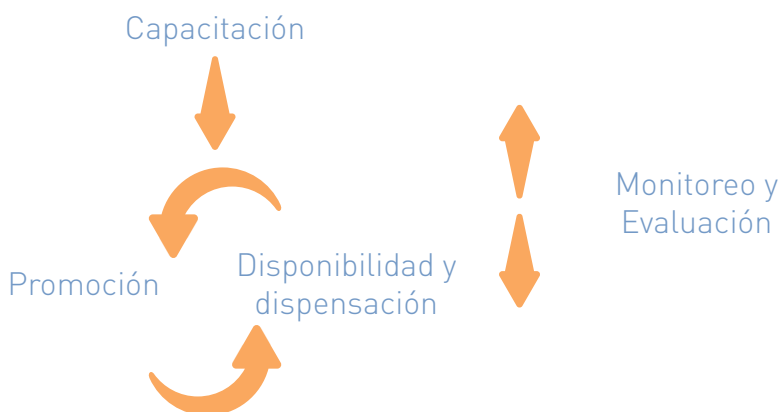 Capacitación
Monitoreo y
Evaluación
Promoción
Disponibilidad y
dispensación